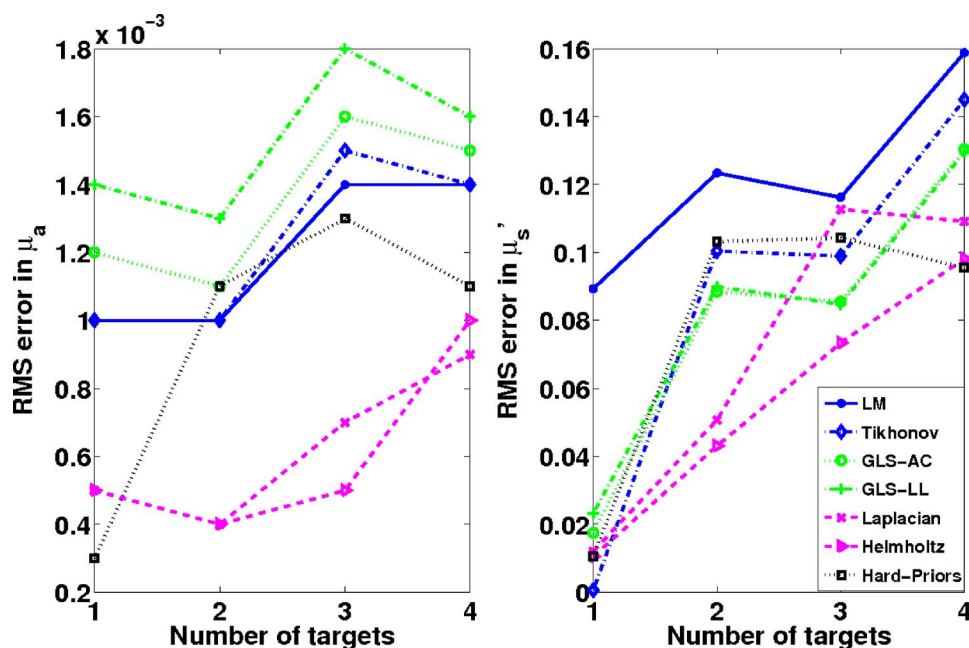 x 10⁻³
1.8
1.6
1.4
1.2
1
0.8
0.6
0.4
0.2
1 2 3 4
RMS error in μₐ
Number of targets
0.16
0.14
0.12
0.1
0.08
0.06
0.04
0.02
0
1 2 3 4
RMS error in μₛ'
Number of targets
LM
Tikhonov
GLS-AC
GLS-LL
Laplacian
Helmholtz
Hard-Priors